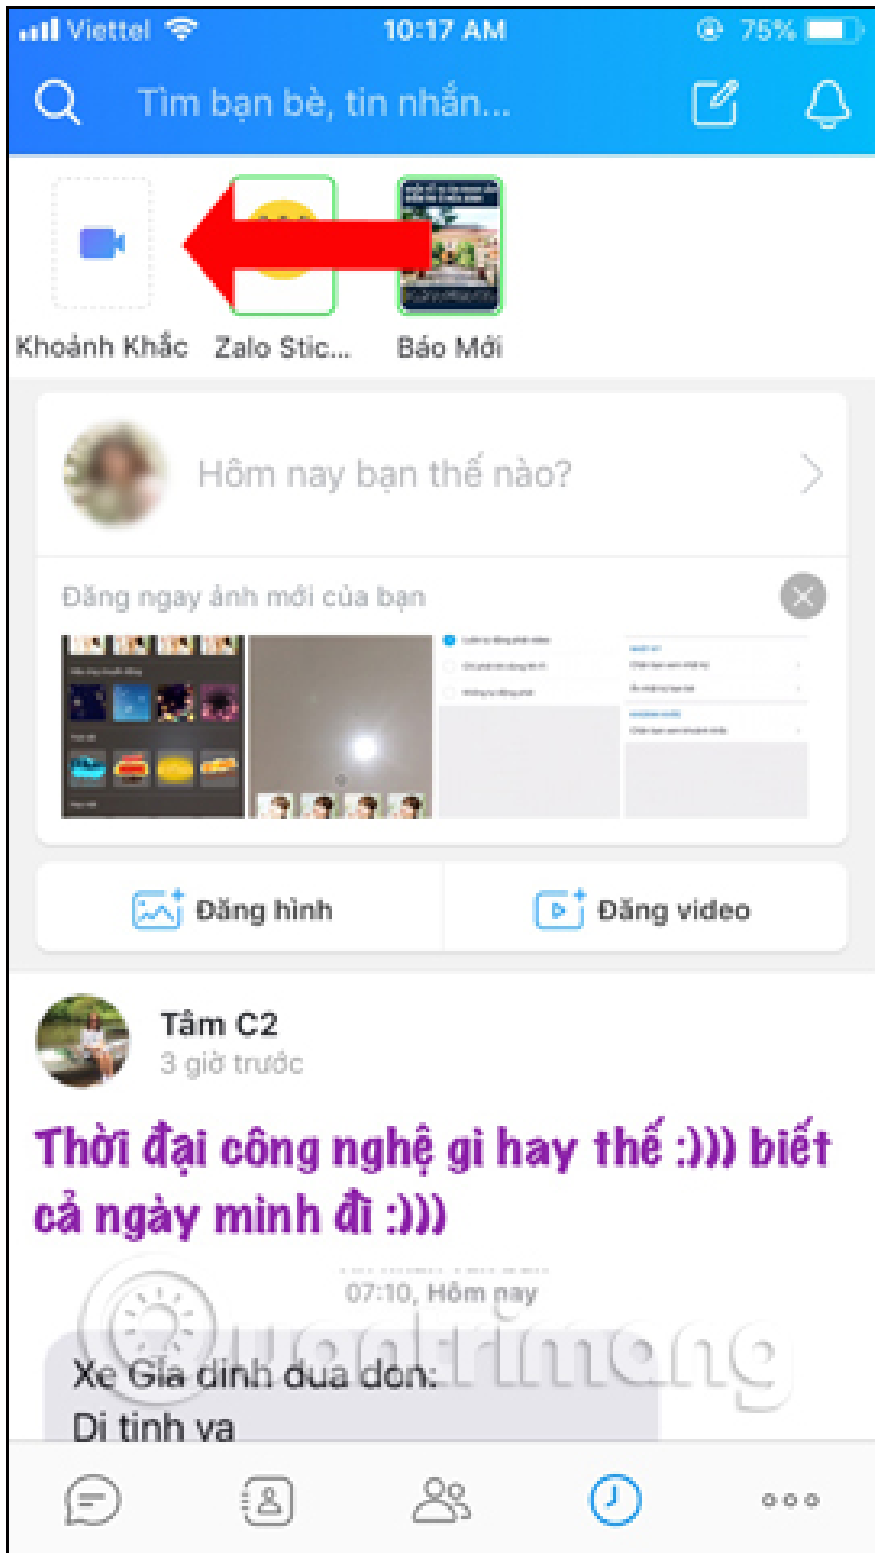 Viettel 10:17 AM 75%
Tìm bạn bè, tin nhắn...
Khoảnh Khắc Zalo Stic... Báo Mới
Hôm nay bạn thế nào?
Đăng ngay ảnh mới của bạn
Đăng hình Đăng video
Tâm C2
3 giờ trước
Thời đại công nghệ gì hay thế :))) biết
cả ngày mình đi :)))
07:10, Hôm nay
Quantrimang
Xe Gia dinh dua don:
Di tinh va